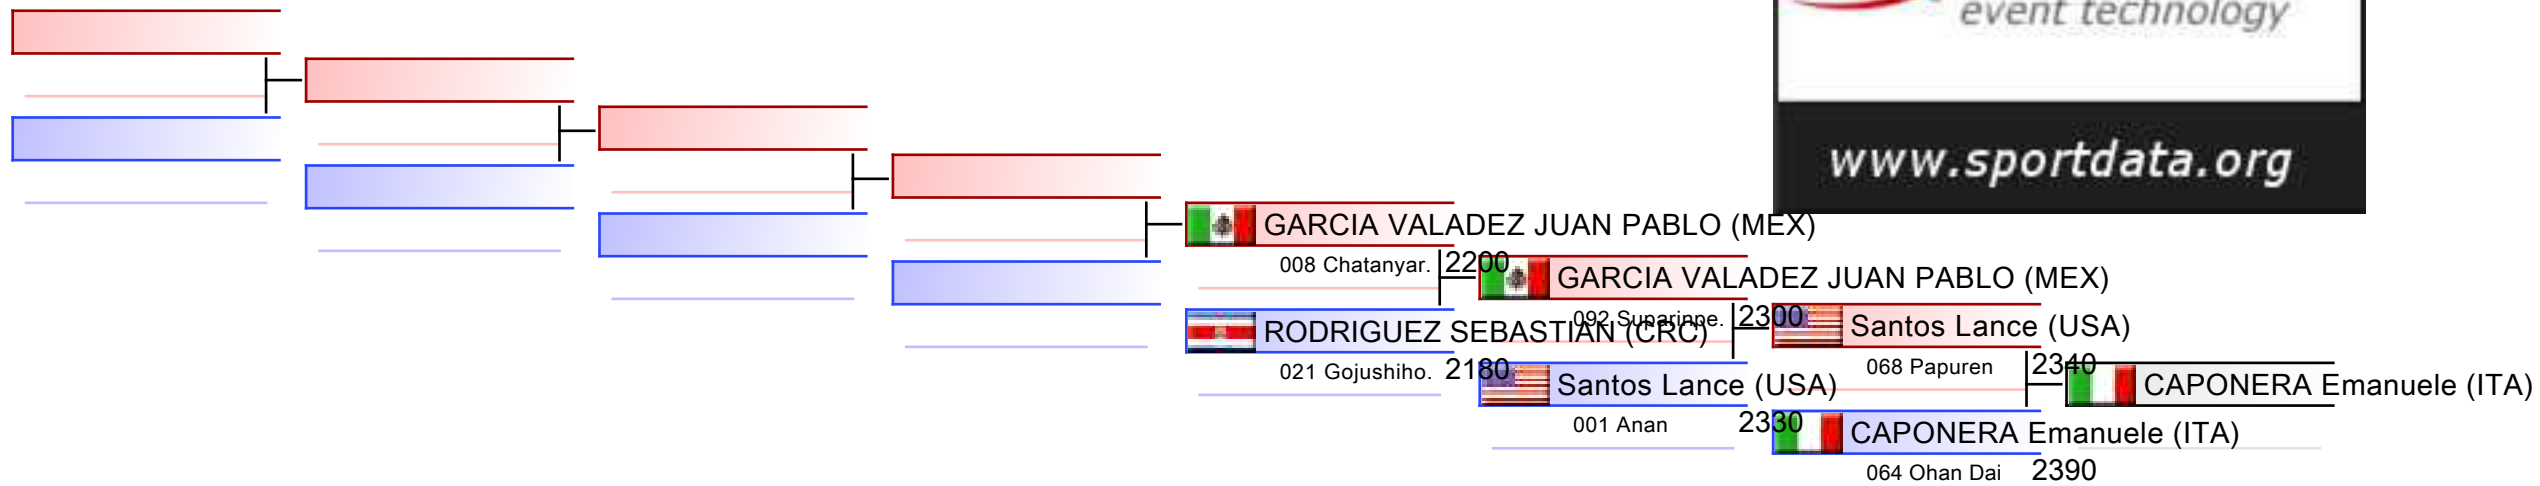 event technology
www.sportdata.org
GARCIA VALADEZ JUAN PABLO (MEX)
008 Chatanyar. 2200
RODRIGUEZ SEBASTIAN (CRC)
021 Gojushiho. 2180
GARCIA VALADEZ JUAN PABLO (MEX)
092 Suparinpe. 2300
Santos Lance (USA)
001 Anan 2330
Santos Lance (USA)
068 Papuren 2340
CAPONERA Emanuele (ITA)
064 Ohan Dai 2390
CAPONERA Emanuele (ITA)